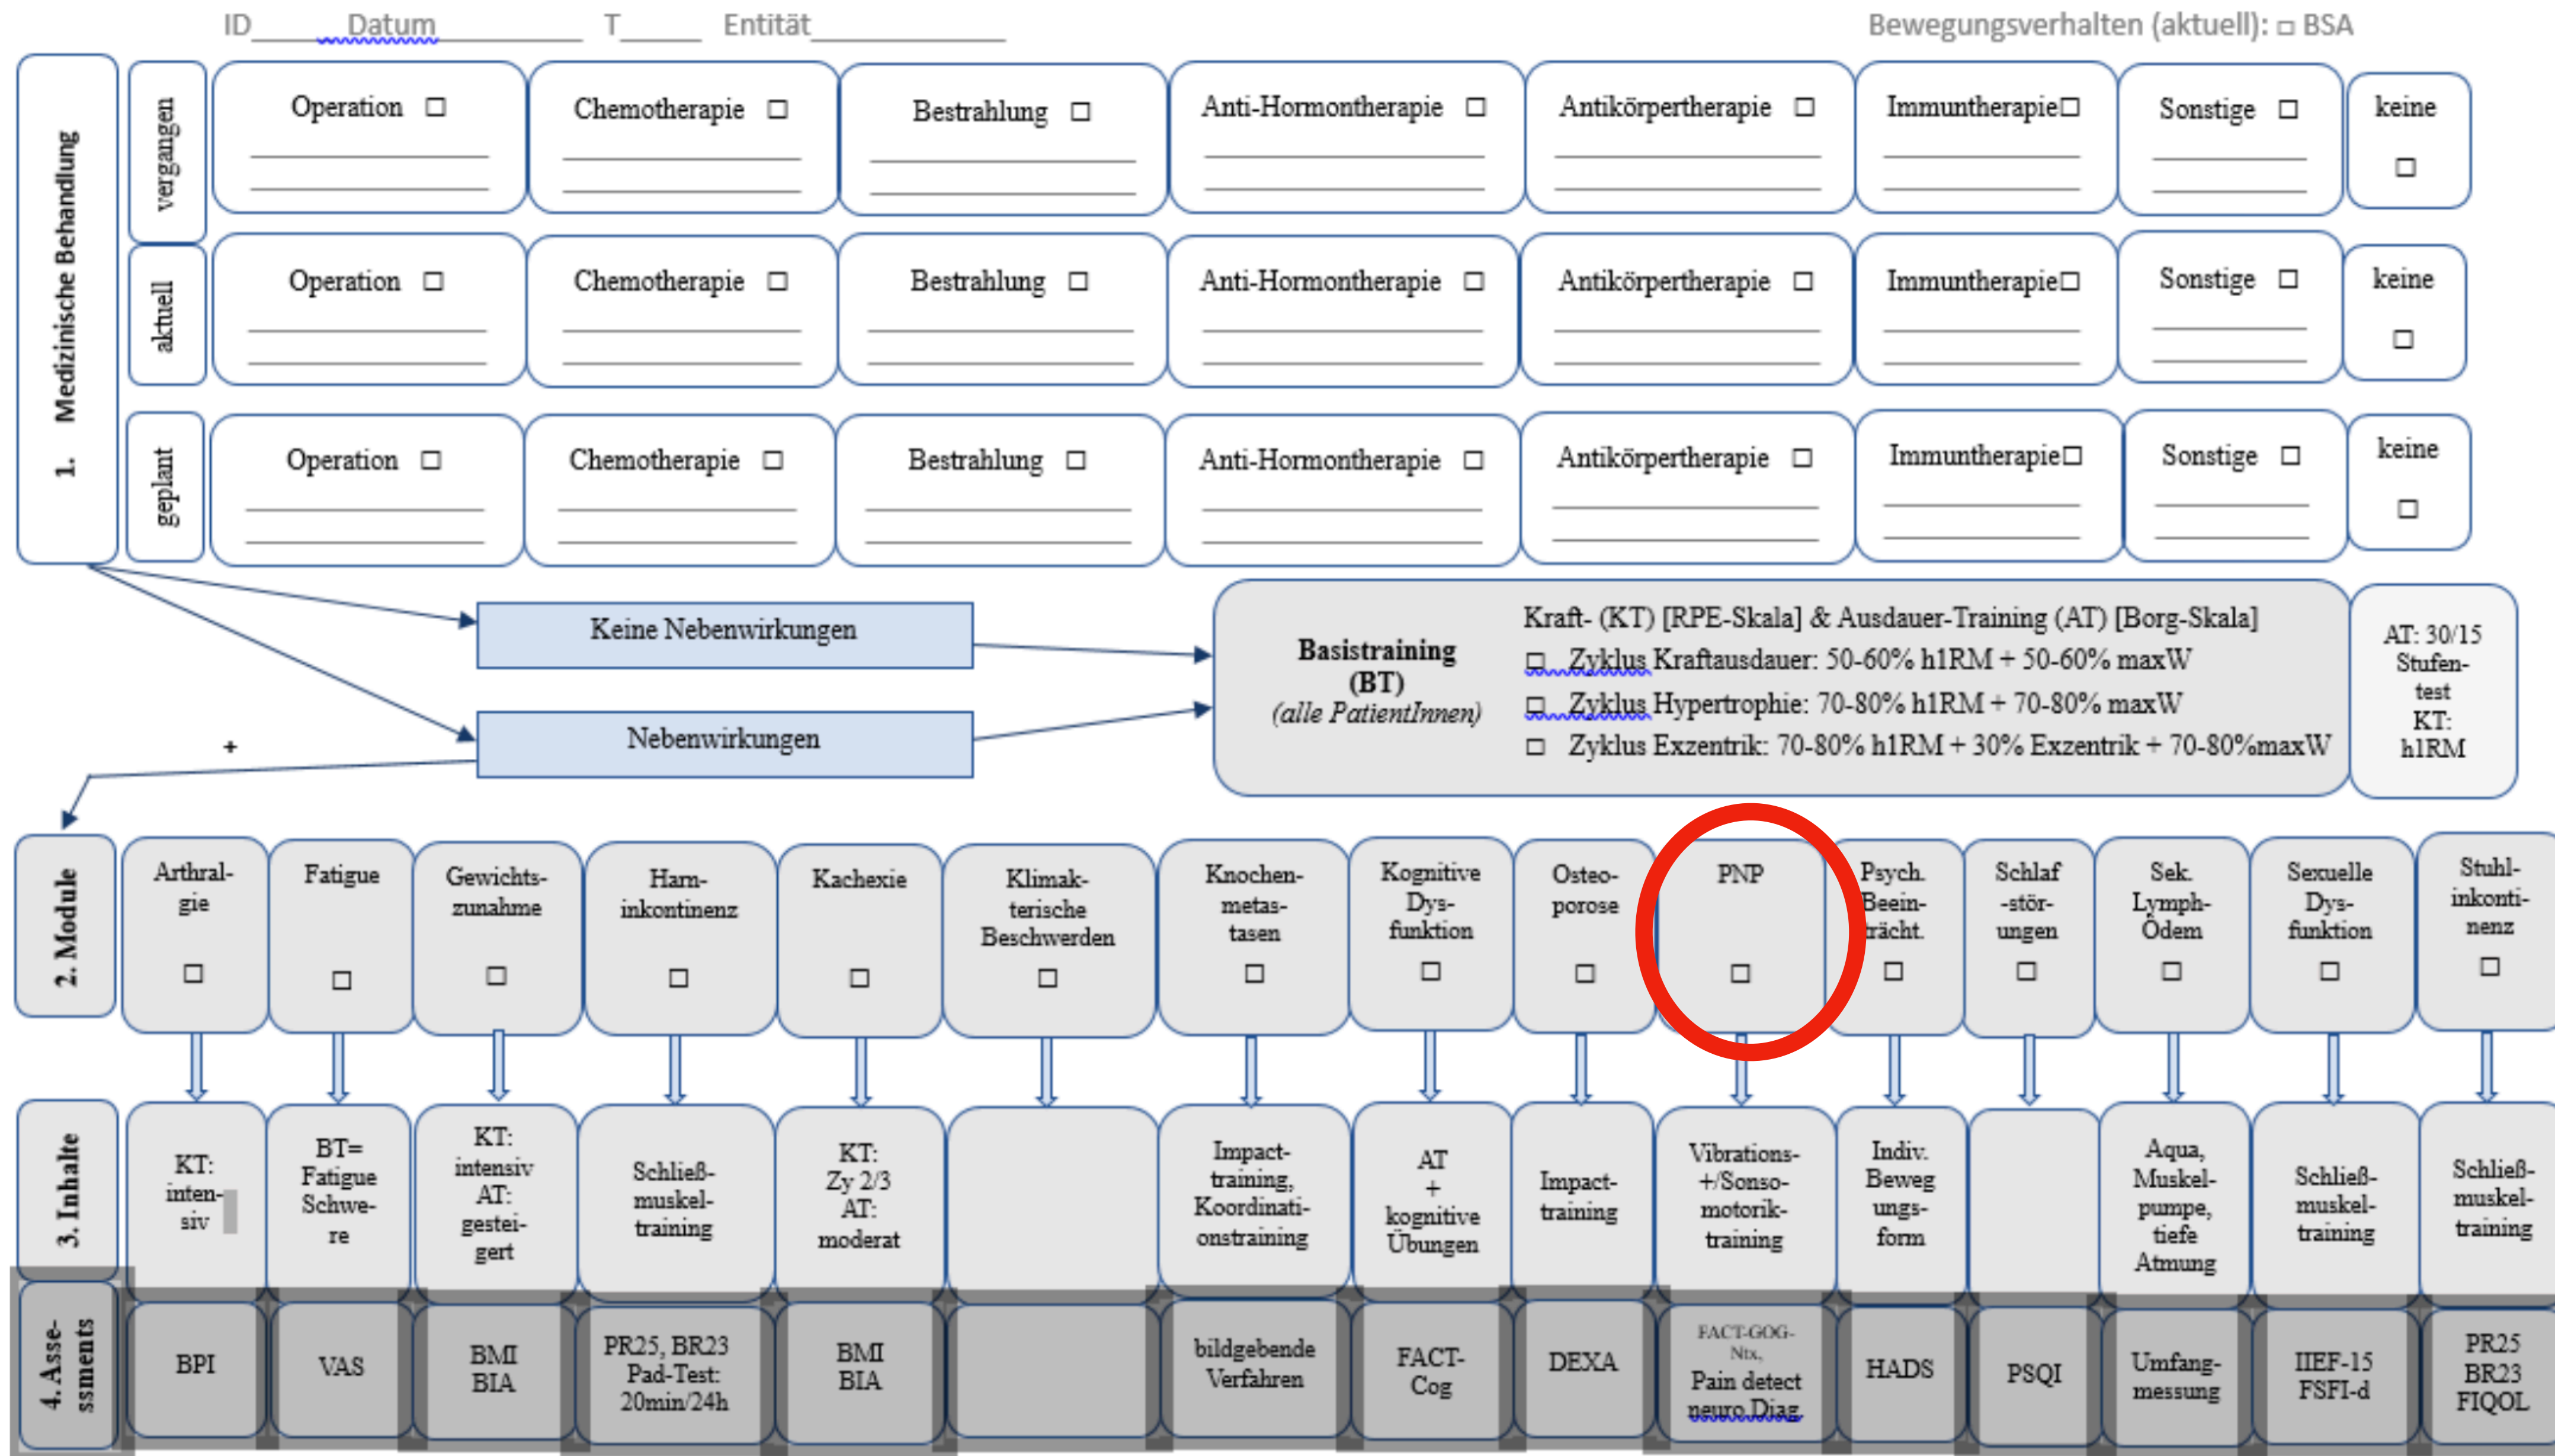 ID______Datum___________ T_____ Entität_____________ Bewegungsverhalten (aktuell): □ BSA
1. Medizinische Behandlung
vergangen
Operation □
Chemotherapie □
Bestrahlung □
Anti-Hormontherapie □
Antikörpertherapie □
Immuntherapie□
Sonstige □
keine
□
aktuell
Operation □
Chemotherapie □
Bestrahlung □
Anti-Hormontherapie □
Antikörpertherapie □
Immuntherapie□
Sonstige □
keine
□
geplant
Operation □
Chemotherapie □
Bestrahlung □
Anti-Hormontherapie □
Antikörpertherapie □
Immuntherapie□
Sonstige □
keine
□
Keine Nebenwirkungen
Nebenwirkungen
+
Basistraining
(BT)
(alle PatientInnen)
Kraft- (KT) [RPE-Skala] & Ausdauer-Training (AT) [Borg-Skala]
□ Zyklus Kraftausdauer: 50-60% h1RM + 50-60% maxW
□ Zyklus Hypertrophie: 70-80% h1RM + 70-80% maxW
□ Zyklus Exzentrik: 70-80% h1RM + 30% Exzentrik + 70-80%maxW
AT: 30/15
Stufen-
test
KT:
h1RM
2. Module
Arthral-
gie
□
Fatigue
□
Gewichts-
zunahme
□
Harn-
inkontinenz
□
Kachexie
□
Klimak-
terische
Beschwerden
□
Knochen-
metas-
tasen
□
Kognitive
Dys-
funktion
□
Osteo-
porose
□
PNP
□
Psych.
Beein-
trächt.
□
Schlaf
-stör-
ungen
□
Sek.
Lymph-
Ödem
□
Sexuelle
Dys-
funktion
□
Stuhl-
inkonti-
nenz
□
3. Inhalte
KT:
inten-
siv
BT=
Fatigue
Schwe-
re
KT:
intensiv
AT:
gestei-
gert
Schließ-
muskel-
training
KT:
Zy 2/3
AT:
moderat
Impact-
training,
Koordinati-
onstraining
AT
+
kognitive
Übungen
Impact-
training
Vibrations-
+/Sonso-
motorik-
training
Indiv.
Beweg
ungs-
form
Aqua,
Muskel-
pumpe,
tiefe
Atmung
Schließ-
muskel-
training
Schließ-
muskel-
training
4. Asse-
ssments
BPI
VAS
BMI
BIA
PR25, BR23
Pad-Test:
20min/24h
BMI
BIA
bildgebende
Verfahren
FACT-
Cog
DEXA
FACT-GOG-
Ntx,
Pain detect
neuro.Diag.
HADS
PSQI
Umfang-
messung
IIEF-15
FSFI-d
PR25
BR23
FIQOL